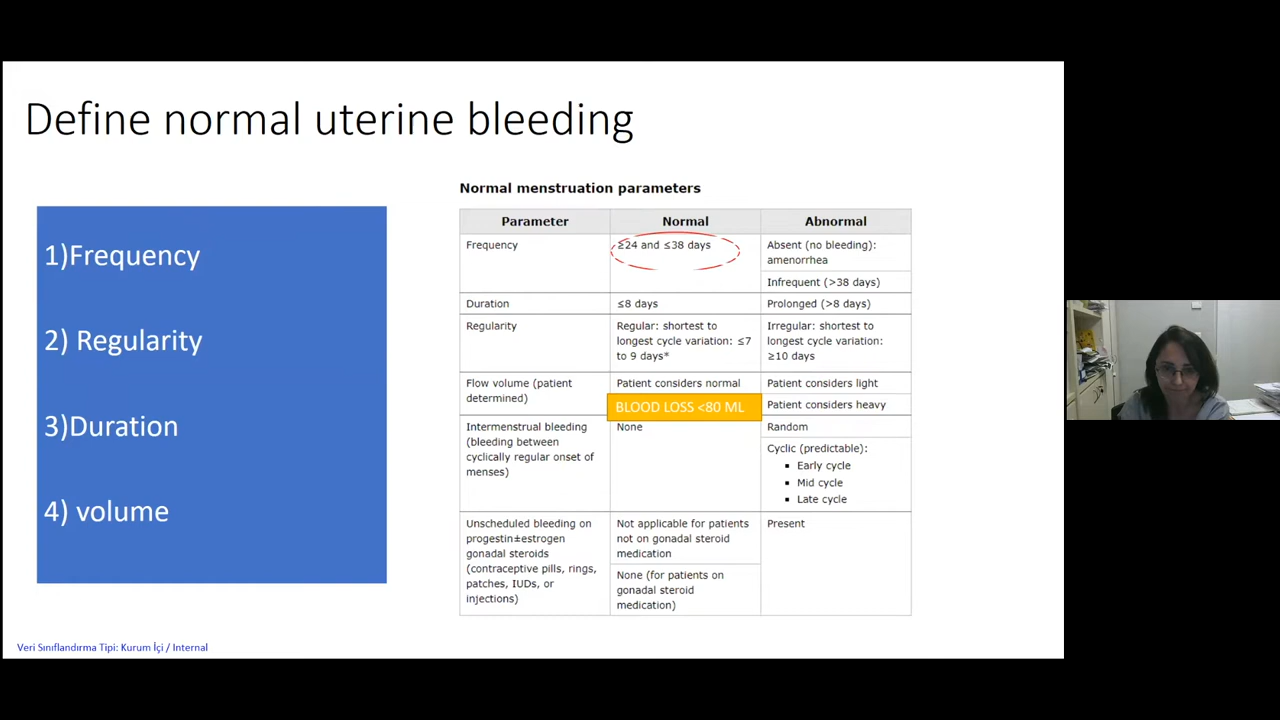 Define normal uterine bleeding
1)Frequency
2) Regularity
3)Duration
4) volume
Normal menstruation parameters
Parameter
Normal
Abnormal
Frequency
≥24 and ≤38 days
Absent (no bleeding):
amenorrhea
Infrequent (>38 days)
Duration
≤8 days
Prolonged (>8 days)
Regularity
Regular: shortest to
longest cycle variation: ≤7
to 9 days*
Irregular: shortest to
longest cycle variation:
≥10 days
Flow volume (patient
determined)
Patient considers normal
BLOOD LOSS <80 ML
Patient considers light
Patient considers heavy
Intermenstrual bleeding
(bleeding between
cyclically regular onset of
menses)
None
Random
Cyclic (predictable):
▪ Early cycle
▪ Mid cycle
▪ Late cycle
Unscheduled bleeding on
progestin±estrogen
gonadal steroids
(contraceptive pills, rings,
patches, IUDs, or
injections)
Not applicable for patients
not on gonadal steroid
medication
None (for patients on
gonadal steroid
medication)
Present
Veri Sınıflandırma Tipi: Kurum İçi / Internal